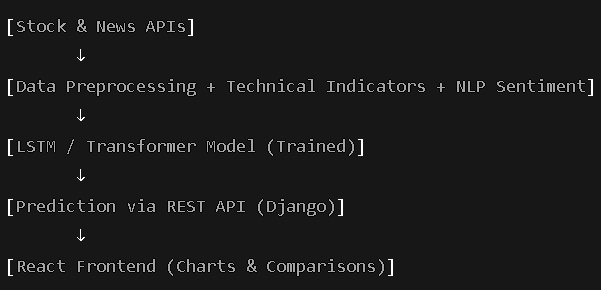 [Stock & News APIs]
↓
[Data Preprocessing + Technical Indicators + NLP Sentiment]
↓
[LSTM / Transformer Model (Trained)]
↓
[Prediction via REST API (Django)]
↓
[React Frontend (Charts & Comparisons)]